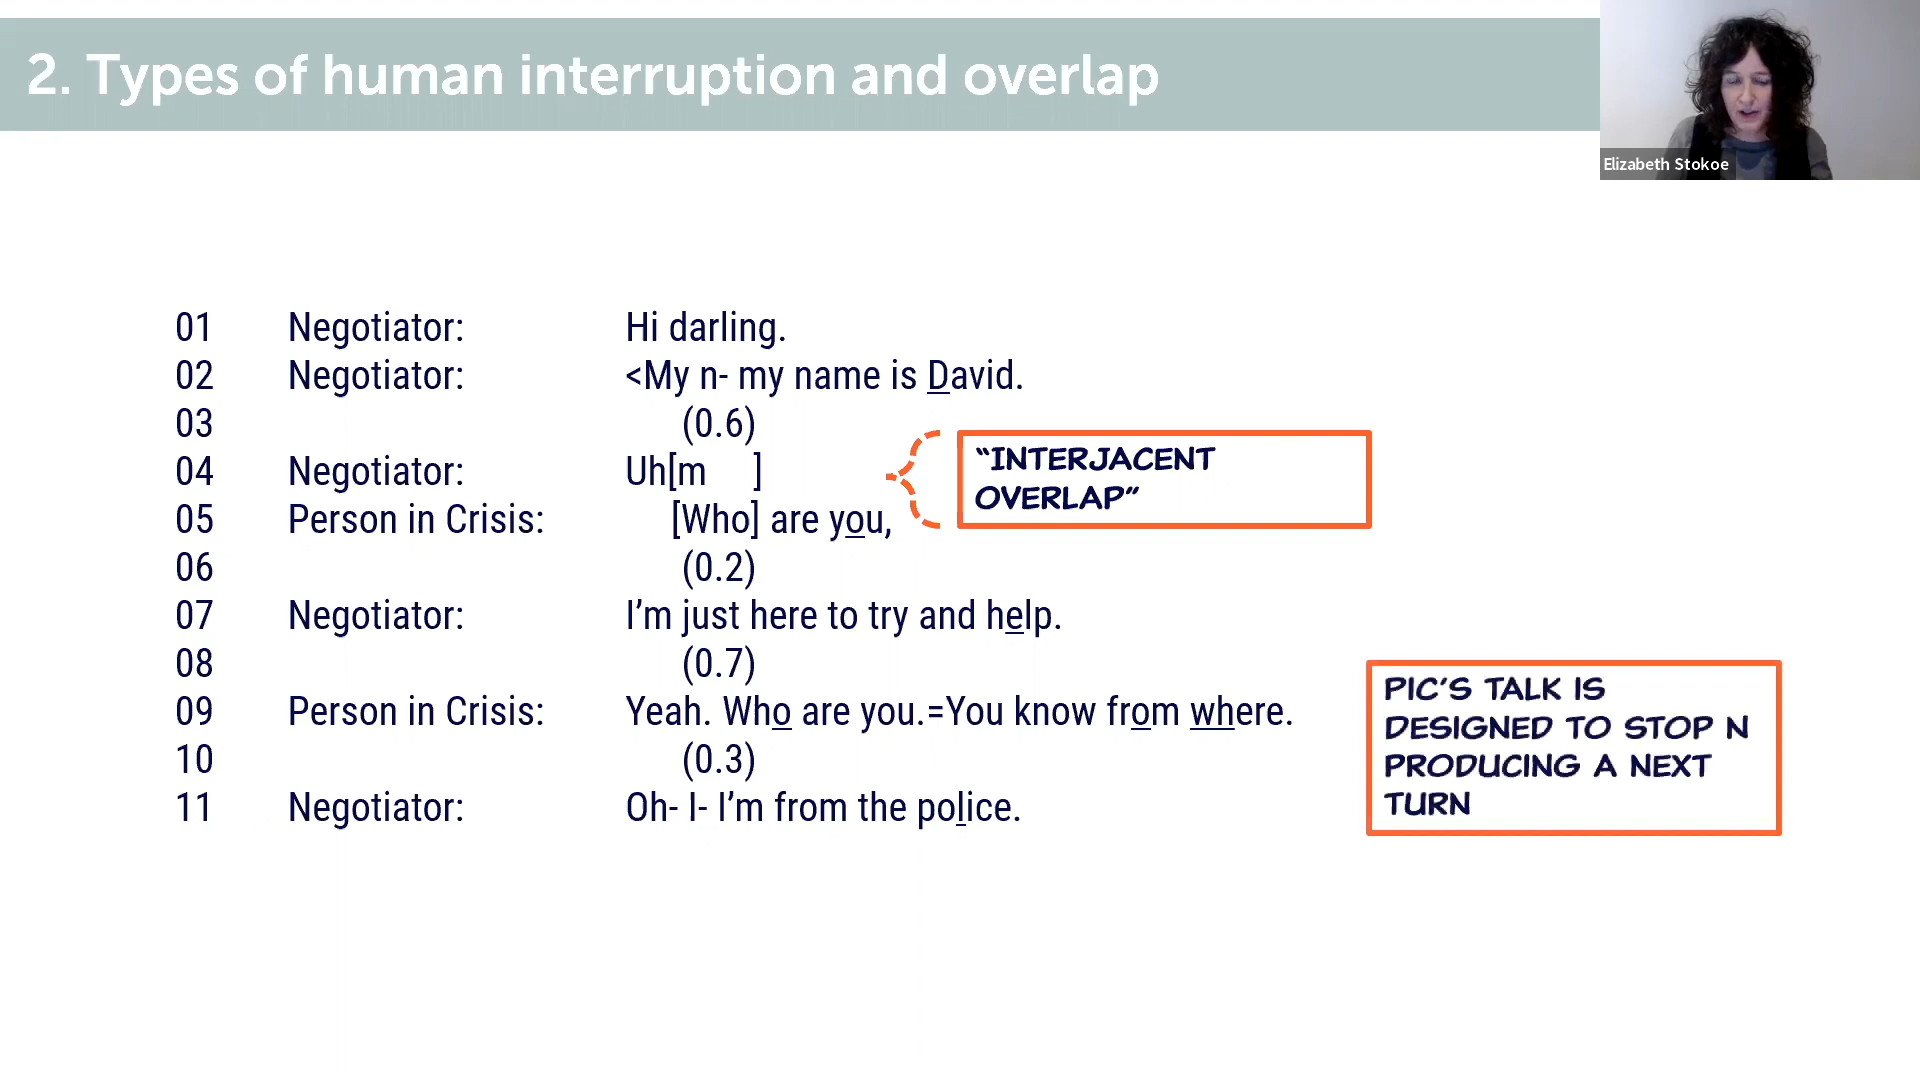 2. Types of human interruption and overlap
Elizabeth Stokoe
01 Negotiator: Hi darling.
02 Negotiator: <My n- my name is David.
03 (0.6)
04 Negotiator: Uh[m ]
05 Person in Crisis: [Who] are you,
06 (0.2)
07 Negotiator: I’m just here to try and help.
08 (0.7)
09 Person in Crisis: Yeah. Who are you.=You know from where.
10 (0.3)
11 Negotiator: Oh- I- I’m from the police.
“INTERJACENT
OVERLAP”
PIC’S TALK IS
DESIGNED TO STOP N
PRODUCING A NEXT
TURN